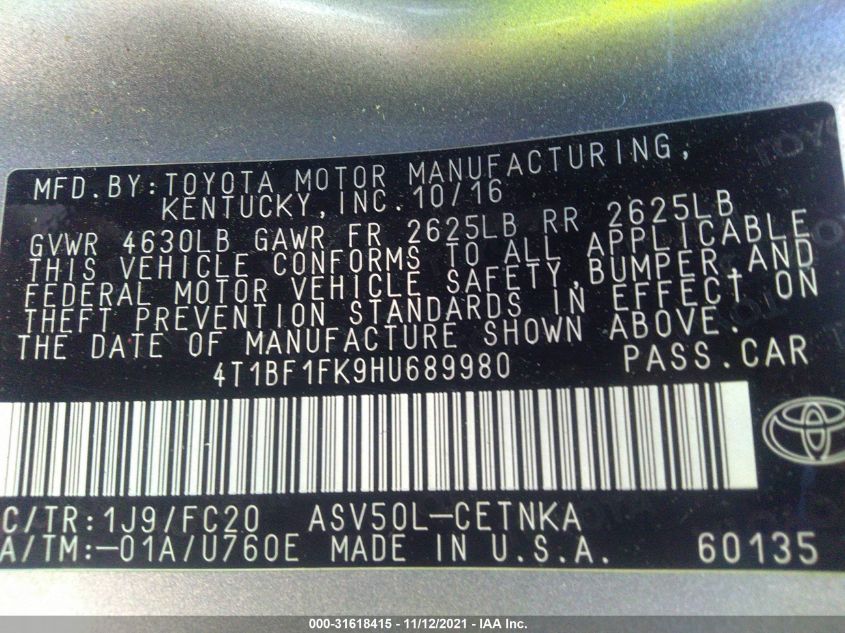 MFD.BY:TOYOTA MOTOR MANUFACTURING,
KENTUCKY,INC.10/16
GVWR 4630LB GAWR FR 2625LB RR 2625LB
THIS VEHICLE CONFORMS TO ALL APPLICABLE
FEDERAL MOTOR VEHICLE SAFETY,BUMPER,AND
THEFT PREVENTION STANDARDS IN EFFECT ON
THE DATE OF MANUFACTURE SHOWN ABOVE.
4T1BF1FK9HU689980 PASS.CAR
C/TR:1J9/FC20 ASV50L-CETNKA
A/TM:-01A/U760E MADE IN U.S.A. 60135
000-31618415 - 11/12/2021 - IAA Inc.